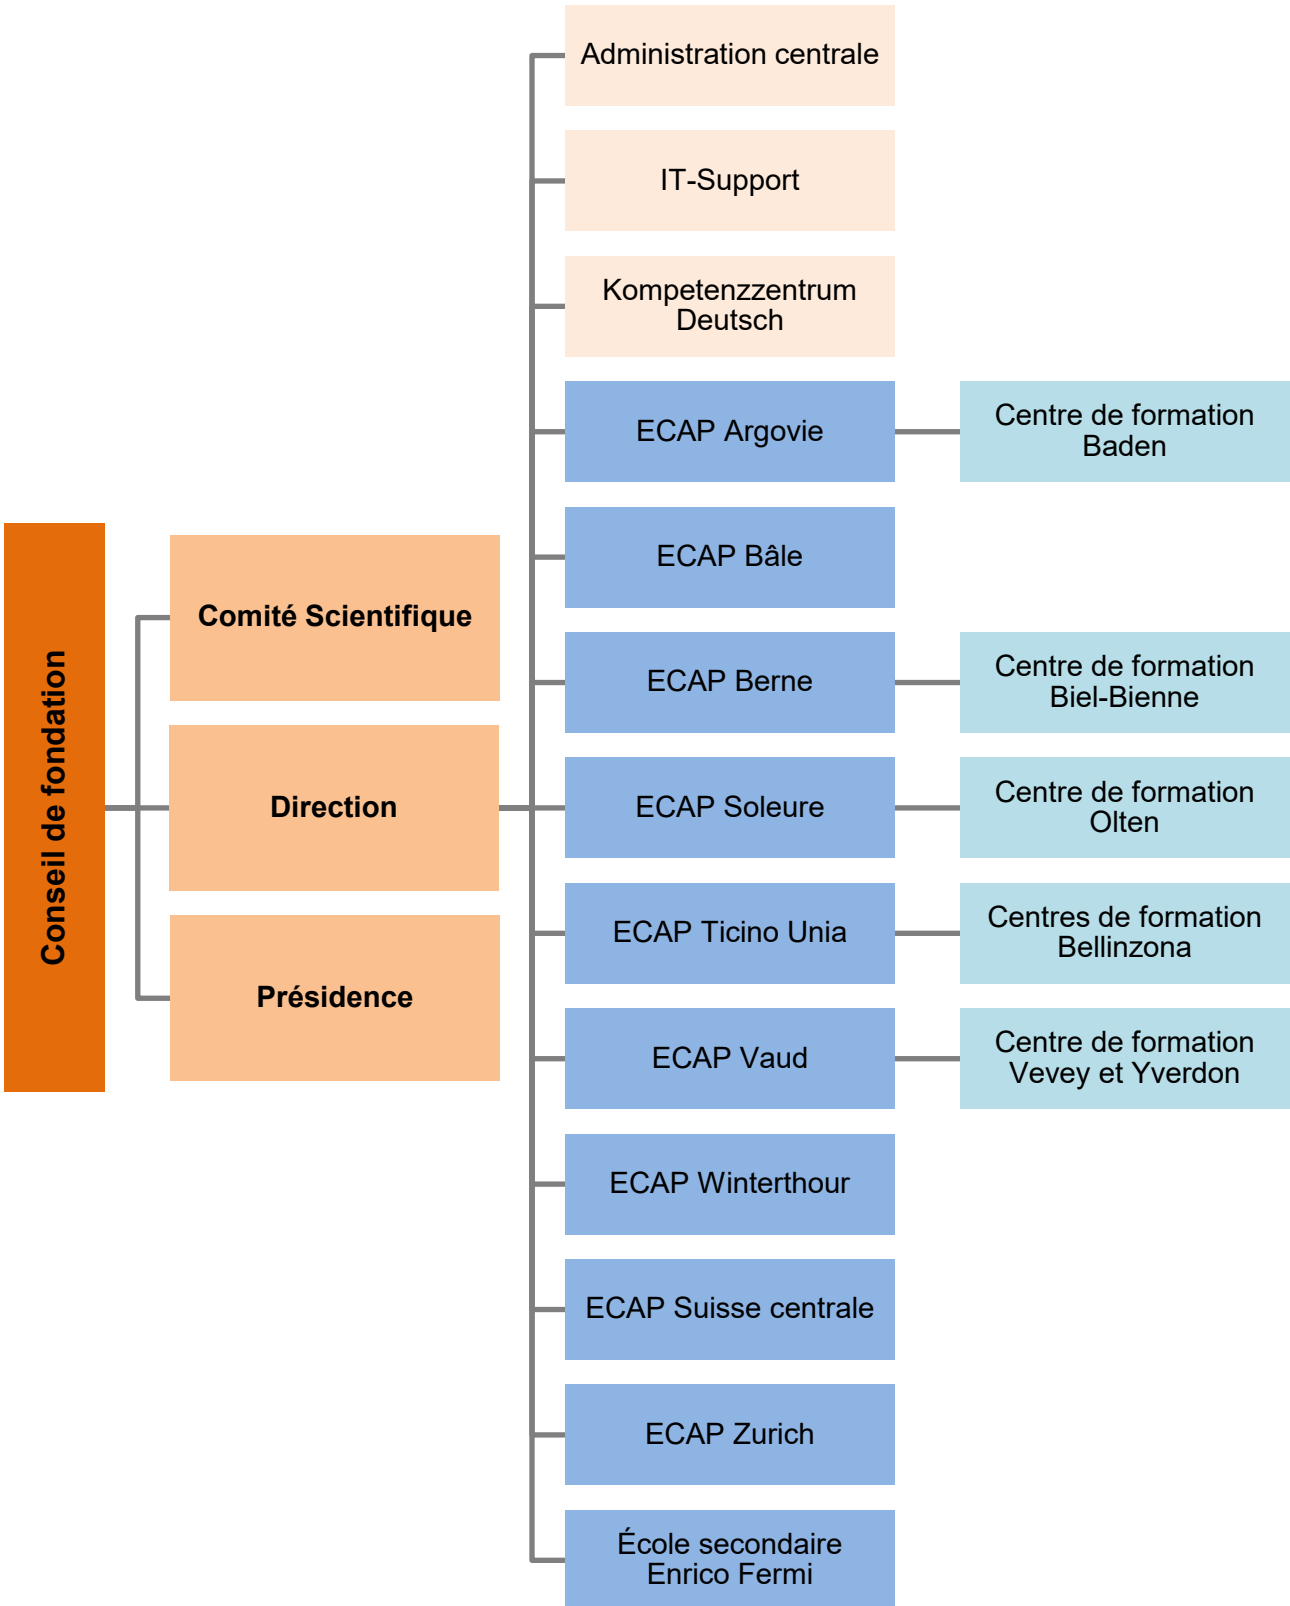 Conseil de fondation
Comité Scientifique
Direction
Présidence
Administration centrale
IT-Support
Kompetenzzentrum
Deutsch
ECAP Argovie
Centre de formation
Baden
ECAP Bâle
ECAP Berne
Centre de formation
Biel-Bienne
ECAP Soleure
Centre de formation
Olten
ECAP Ticino Unia
Centres de formation
Bellinzona
ECAP Vaud
Centre de formation
Vevey et Yverdon
ECAP Winterthour
ECAP Suisse centrale
ECAP Zurich
École secondaire
Enrico Fermi